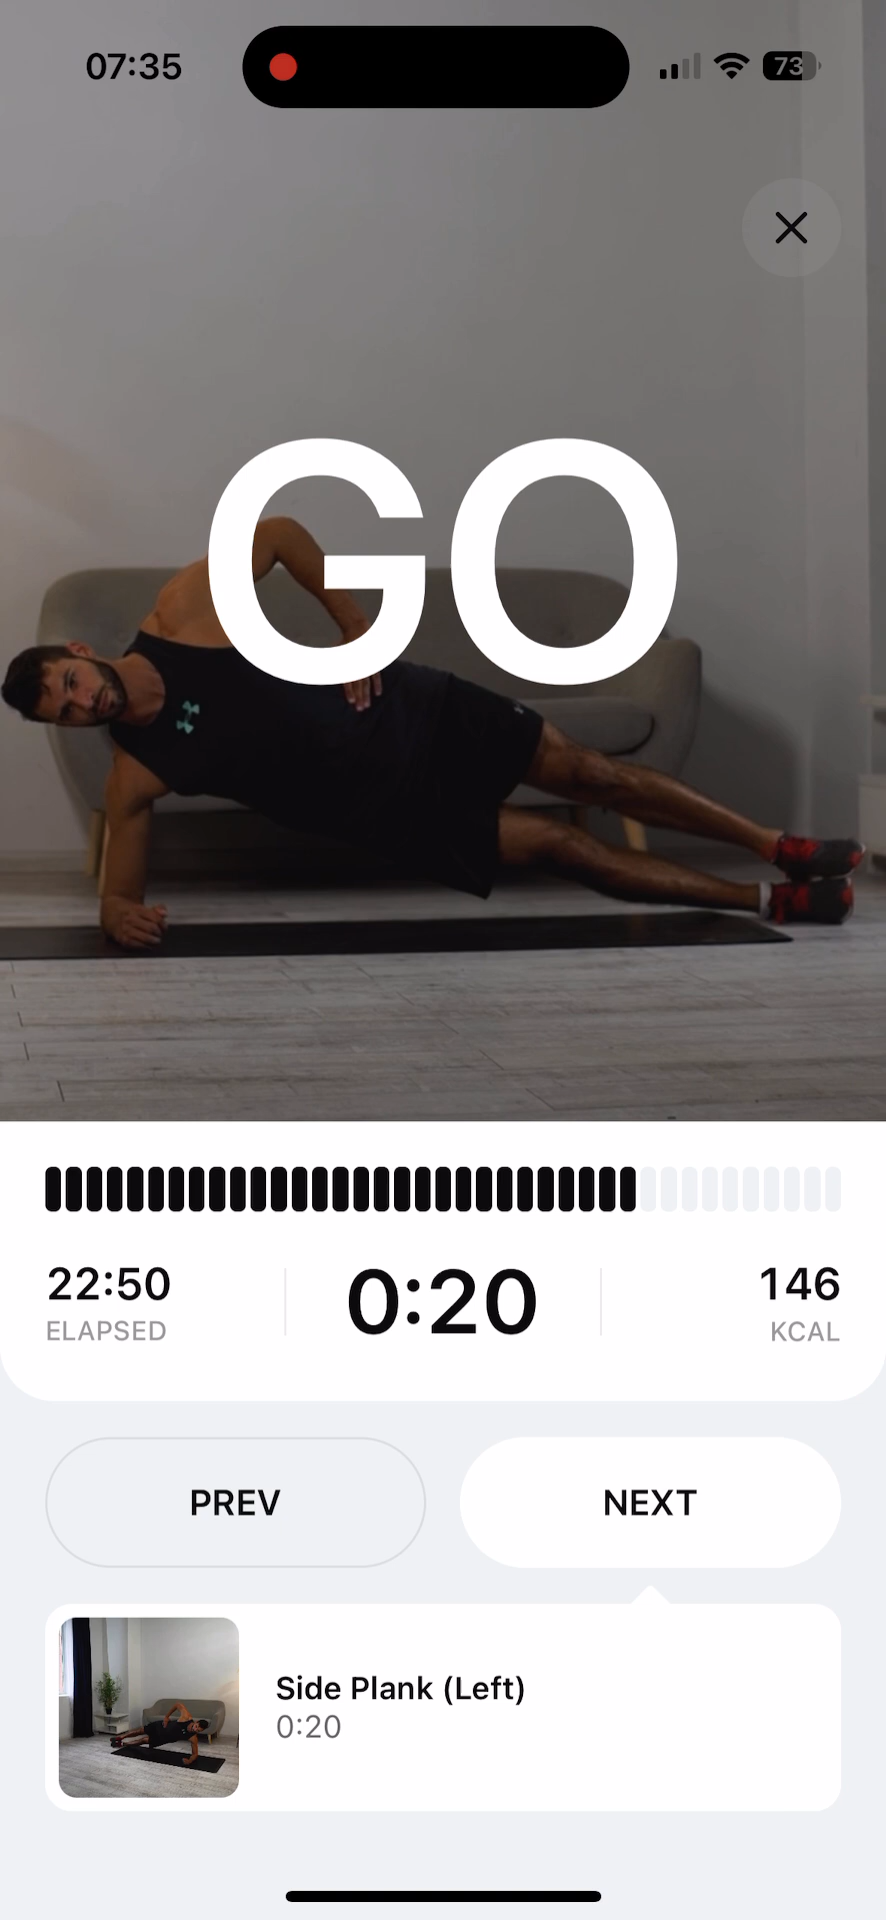 07:35
73
GO
22:50
ELAPSED
0:20
146
KCAL
PREV
NEXT
Side Plank (Left)
0:20